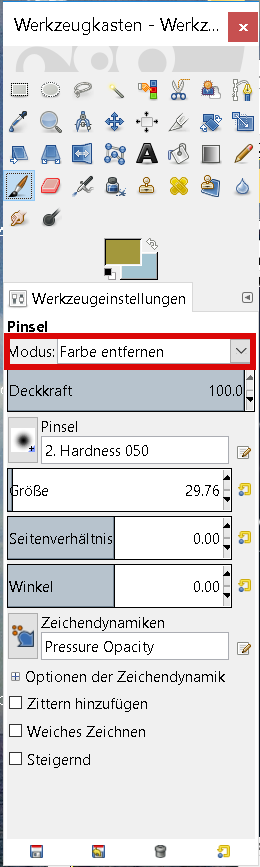 Werkzeugkasten - Werkz...
Werkzeugeinstellungen
Pinsel
Modus: Farbe entfernen
Deckkraft 100.0
Pinsel
2. Hardness 050
Größe 29.76
Seitenverhältnis 0.00
Winkel 0.00
Zeichendynamiken
Pressure Opacity
Optionen der Zeichendynamik
Zittern hinzufügen
Weiches Zeichnen
Steigernd